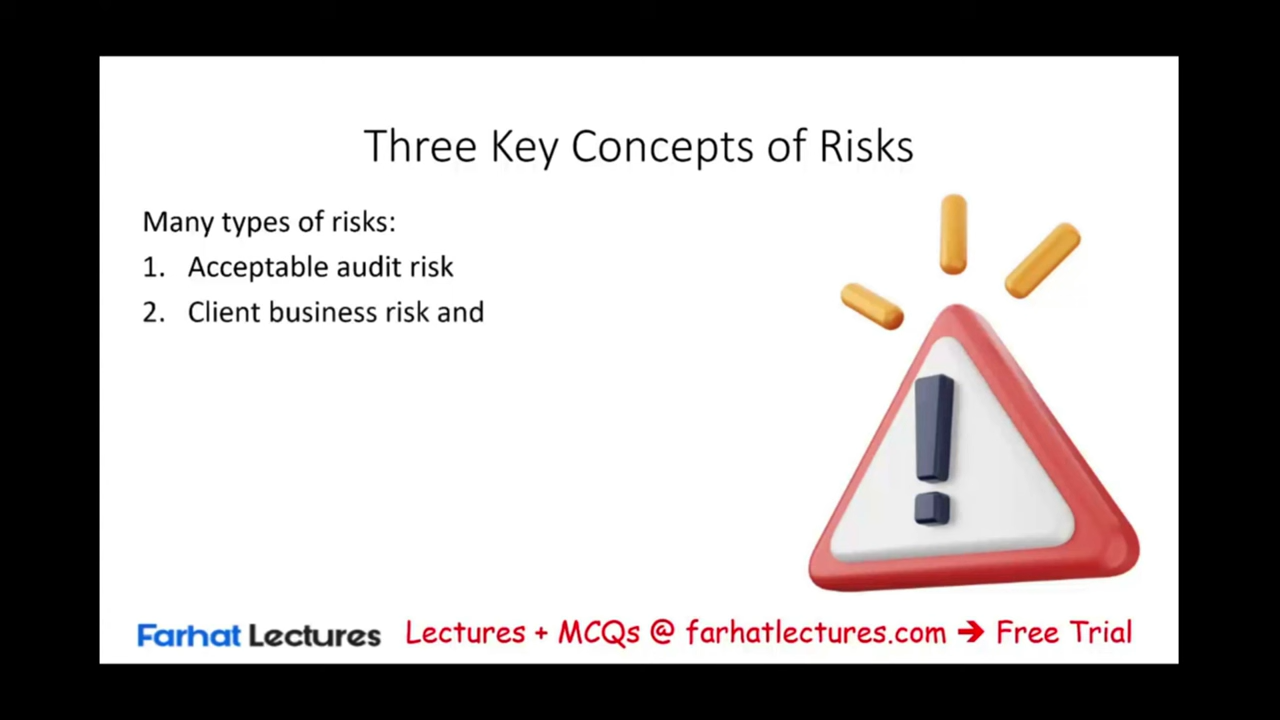 Three Key Concepts of Risks
Many types of risks:
1. Acceptable audit risk
2. Client business risk and
Farhat Lectures Lectures + MCQs @ farhatlectures.com ➔ Free Trial